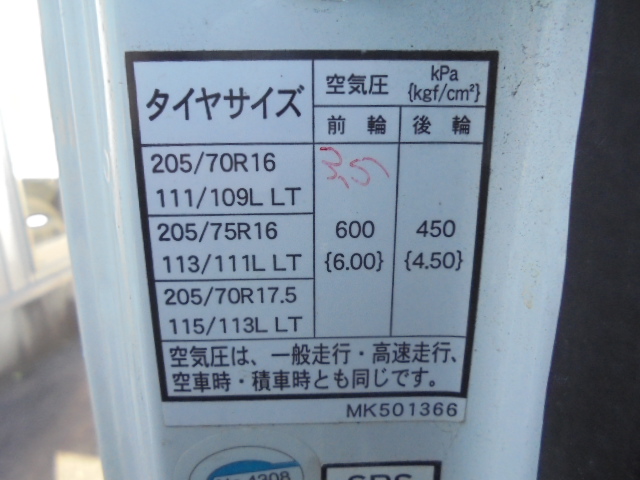 タイヤサイズ
空気圧 kPa
{kgf/cm²}
前輪 後輪
205/70R16
111/109L LT
3.5
205/75R16
113/111L LT
600 450
{6.00} {4.50}
205/70R17.5
115/113L LT
空気圧は、一般走行・高速走行、
空車時・積車時とも同じです。
MK501366
4308